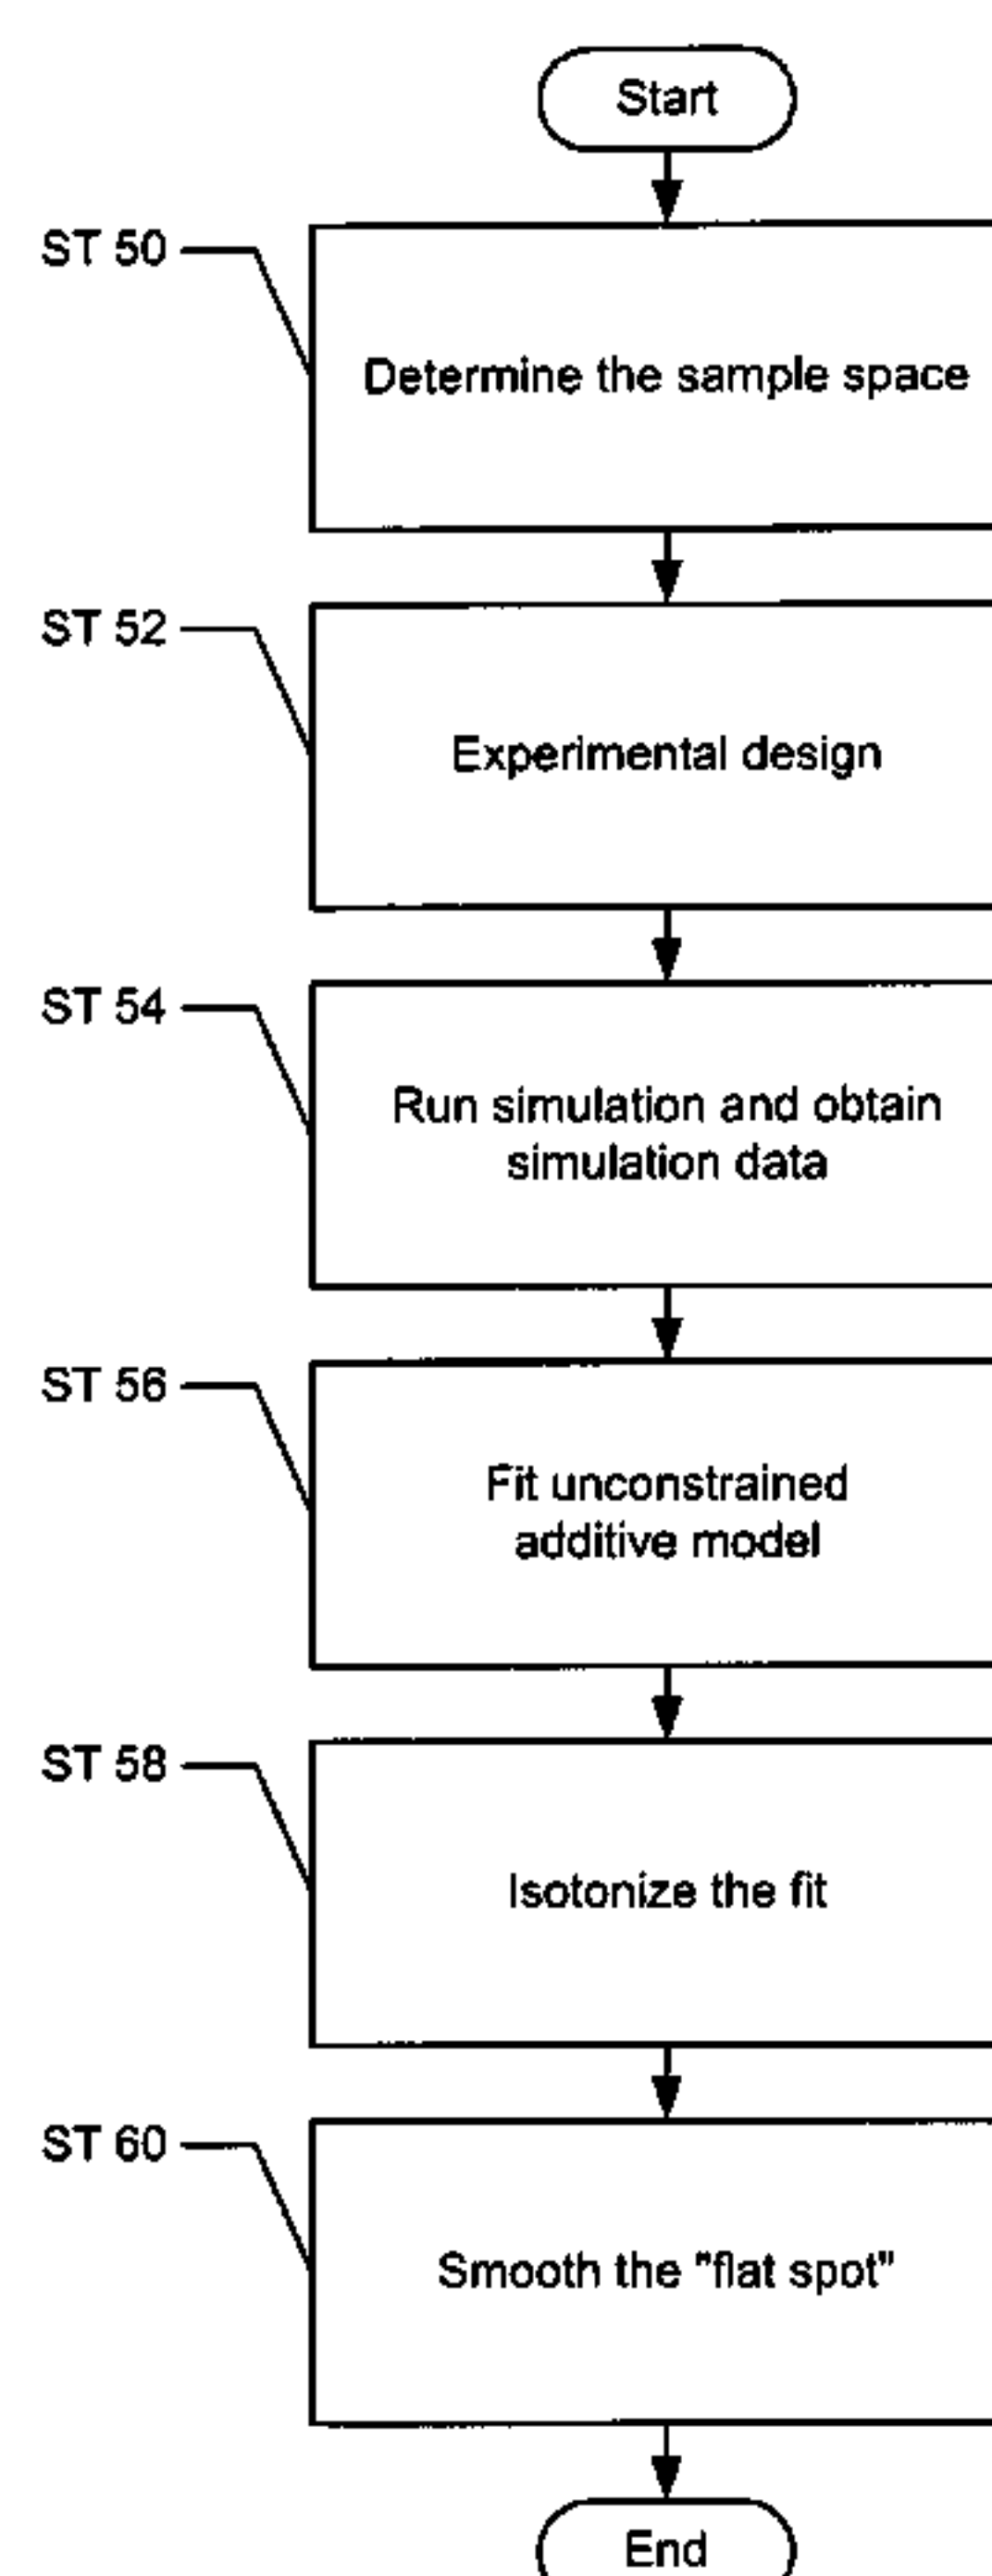 Start
ST 50
Determine the sample space
ST 52
Experimental design
ST 54
Run simulation and obtain
simulation data
ST 56
Fit unconstrained
additive model
ST 58
Isotonize the fit
ST 60
Smooth the "flat spot"
End